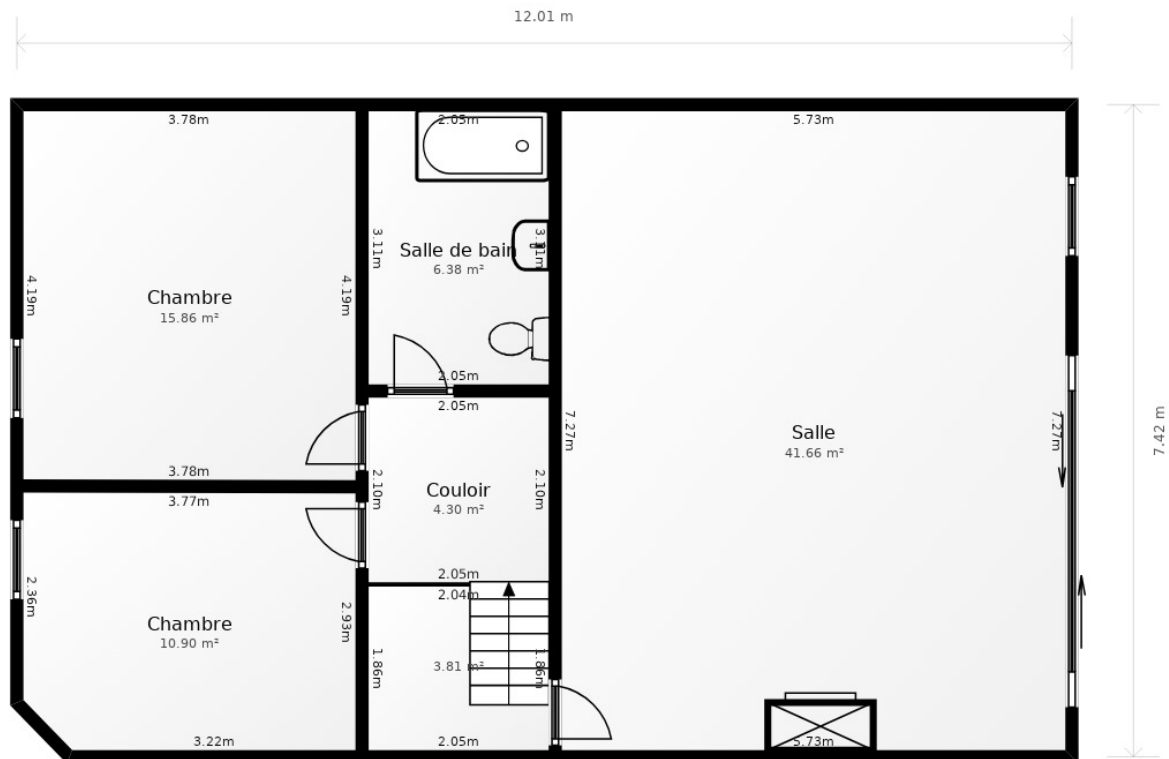 12.01 m
3.78m
2.05m
5.73m
3.11m
3.11m
Salle de bain
6.38 m²
4.19m
4.19m
Chambre
15.86 m²
2.05m
2.05m
7.27m
7.27m
7.42 m
Salle
41.66 m²
3.78m
3.77m
2.10m
2.10m
Couloir
4.30 m²
2.05m
2.04m
2.36m
2.93m
Chambre
10.90 m²
1.86m
3.81 m²
1.86m
3.22m
2.05m
5.73m